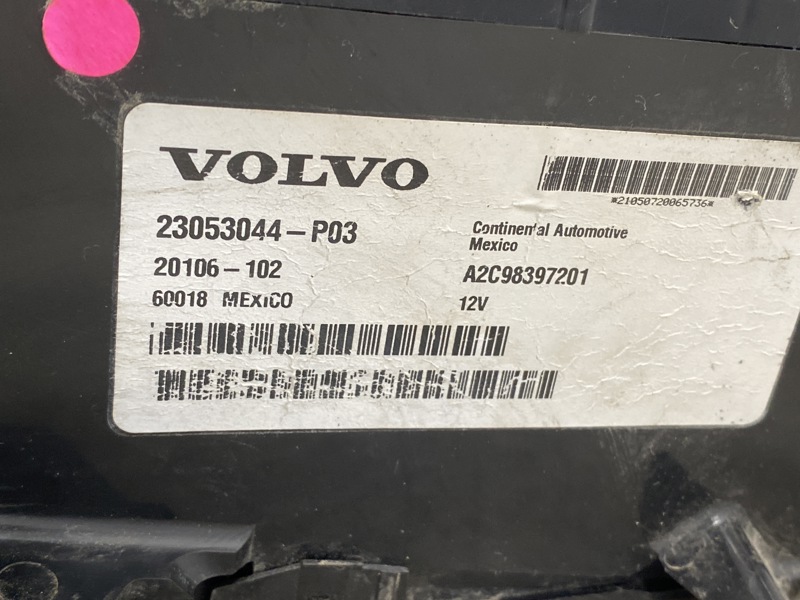 VOLVO
*21050720065736*
23053044-P03
Continental Automotive
Mexico
20106-102
A2C98397201
60018 MEXICO
12V